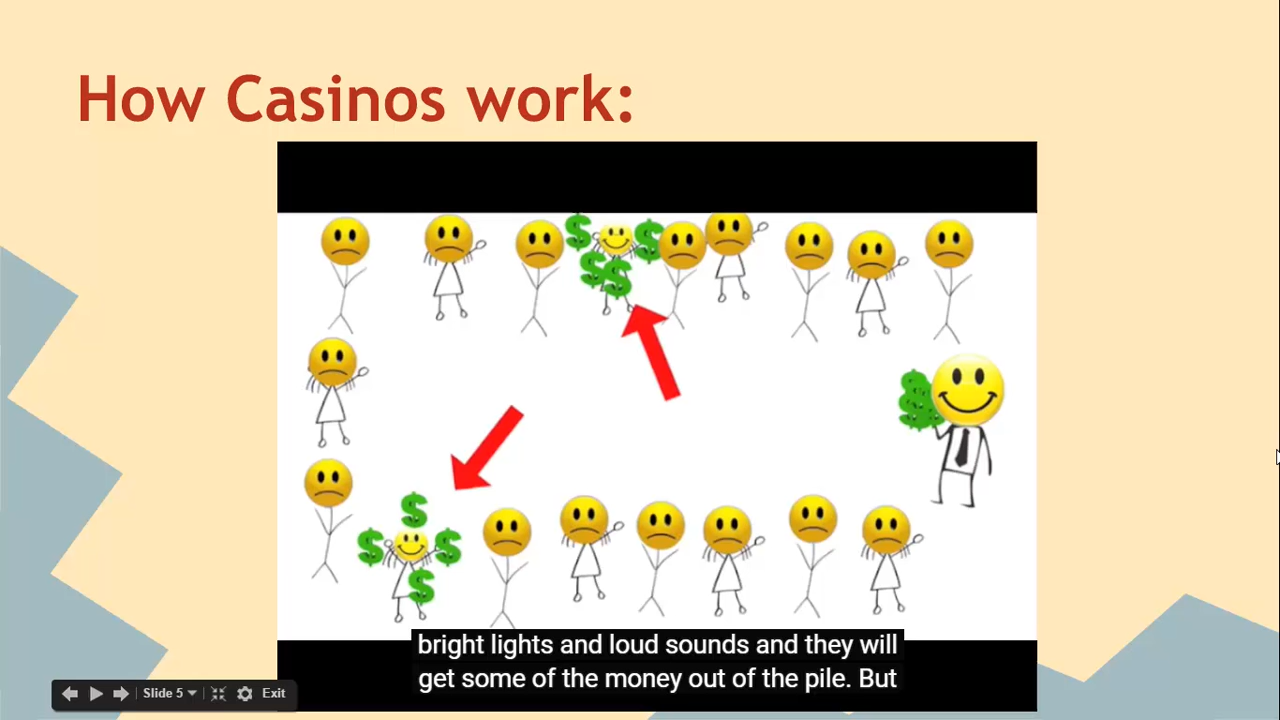 How Casinos work:
$ $
$ $
$
$
$
$
$ $
$
bright lights and loud sounds and they will
get some of the money out of the pile. But
Slide 5
Exit